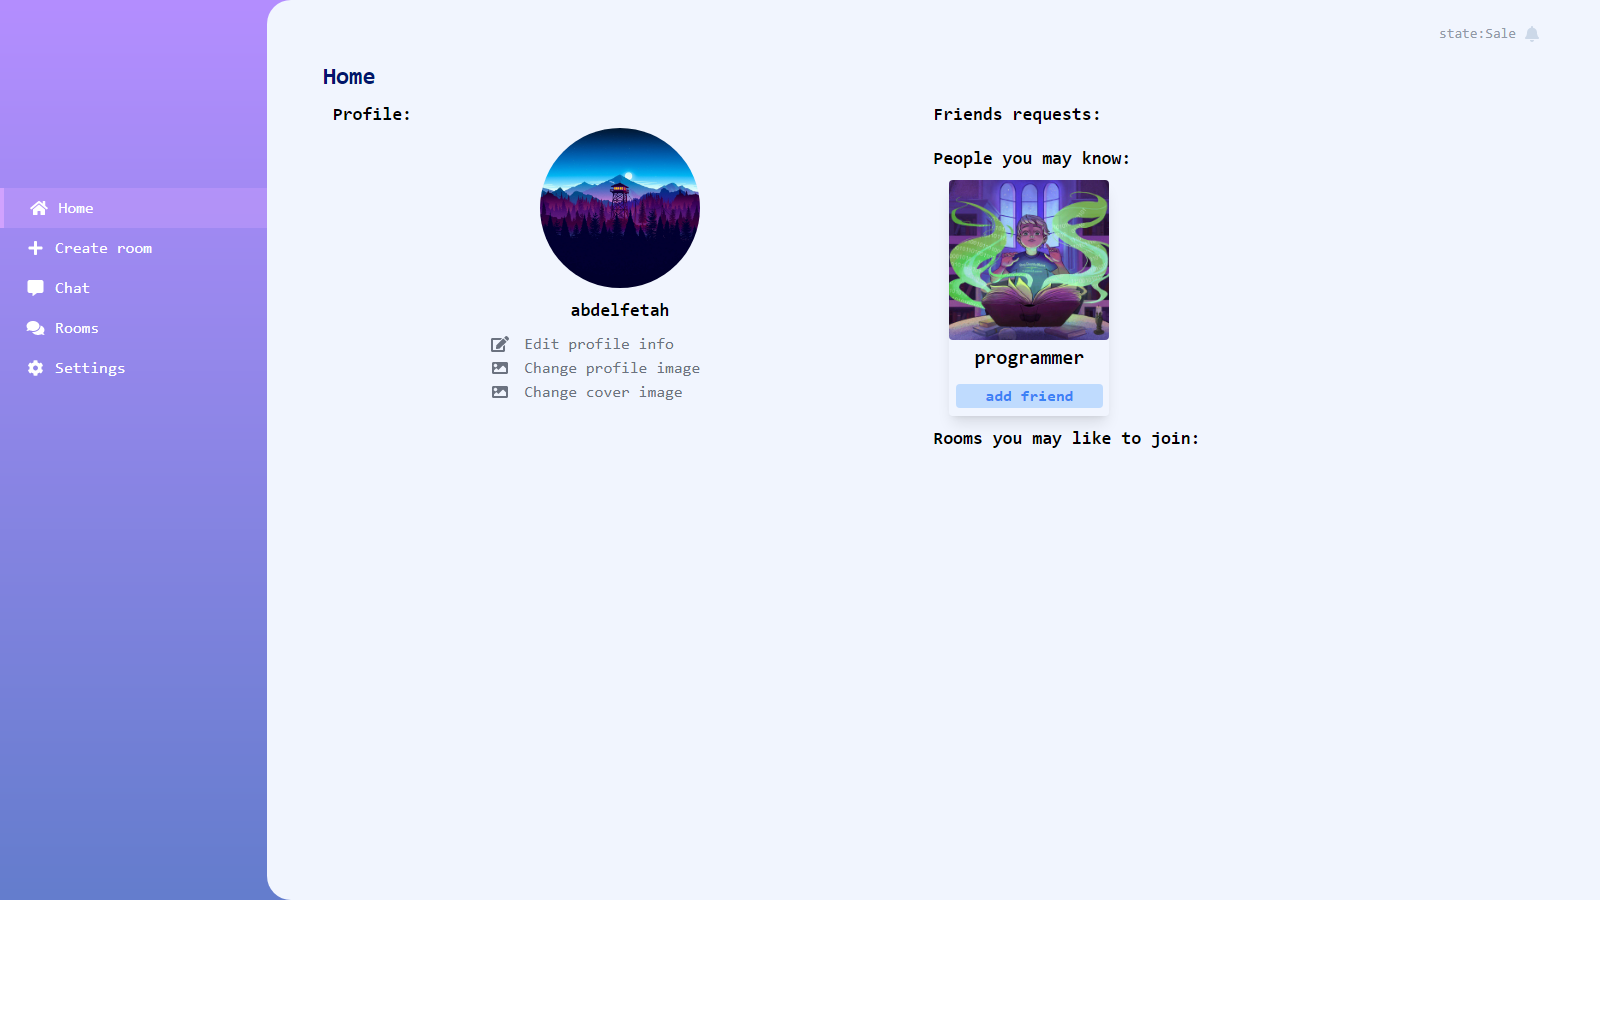 state:Sale
Home
Home
Create room
Chat
Rooms
Settings
Profile:
abdelfetah
Edit profile info
Change profile image
Change cover image
Friends requests:
People you may know:
programmer
add friend
Rooms you may like to join: